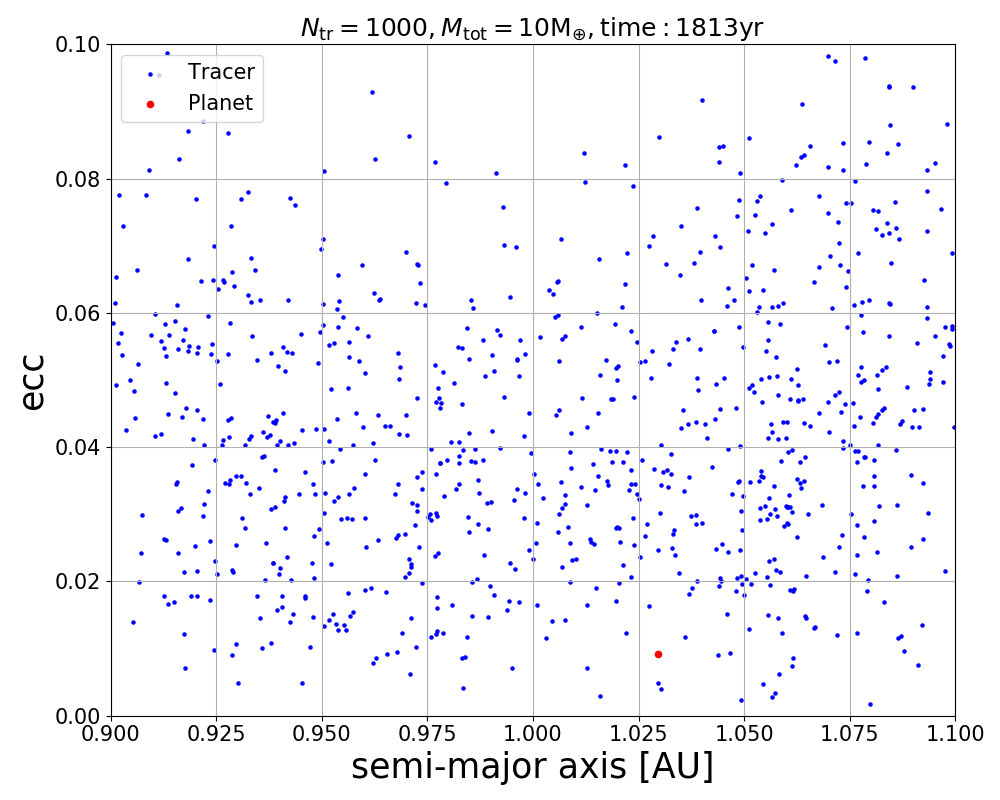 N_tr = 1000, M_tot = 10M_⊕, time : 1813yr
0.10
Tracer
Planet
0.08
0.06
ecc
0.04
0.02
0.00
0.900 0.925 0.950 0.975 1.000 1.025 1.050 1.075 1.100
semi-major axis [AU]